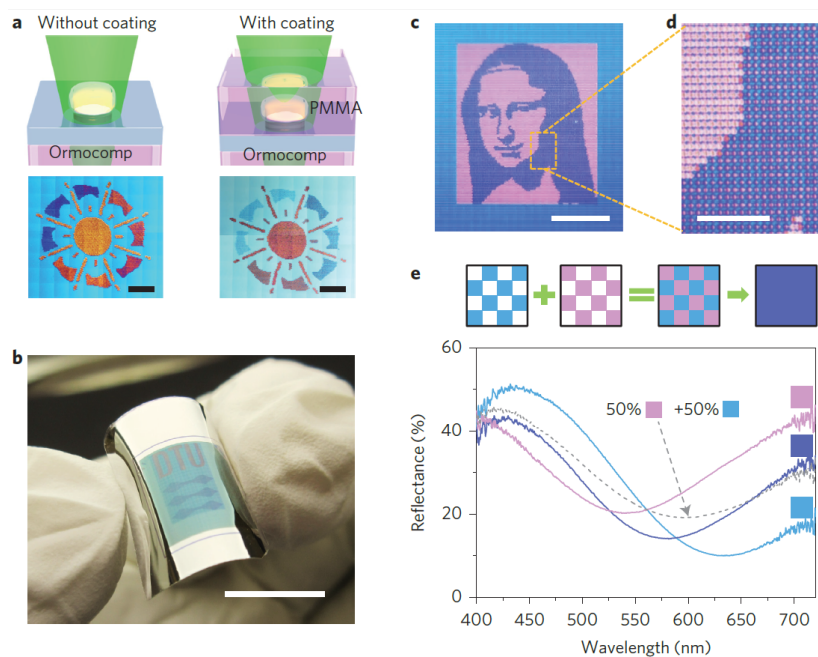 a
Without coating
With coating
PMMA
Ormocomp
Ormocomp
b
DTU
c
d
e
60
40
20
0
Reflectance (%)
50% +50%
400 450 500 550 600 650 700
Wavelength (nm)